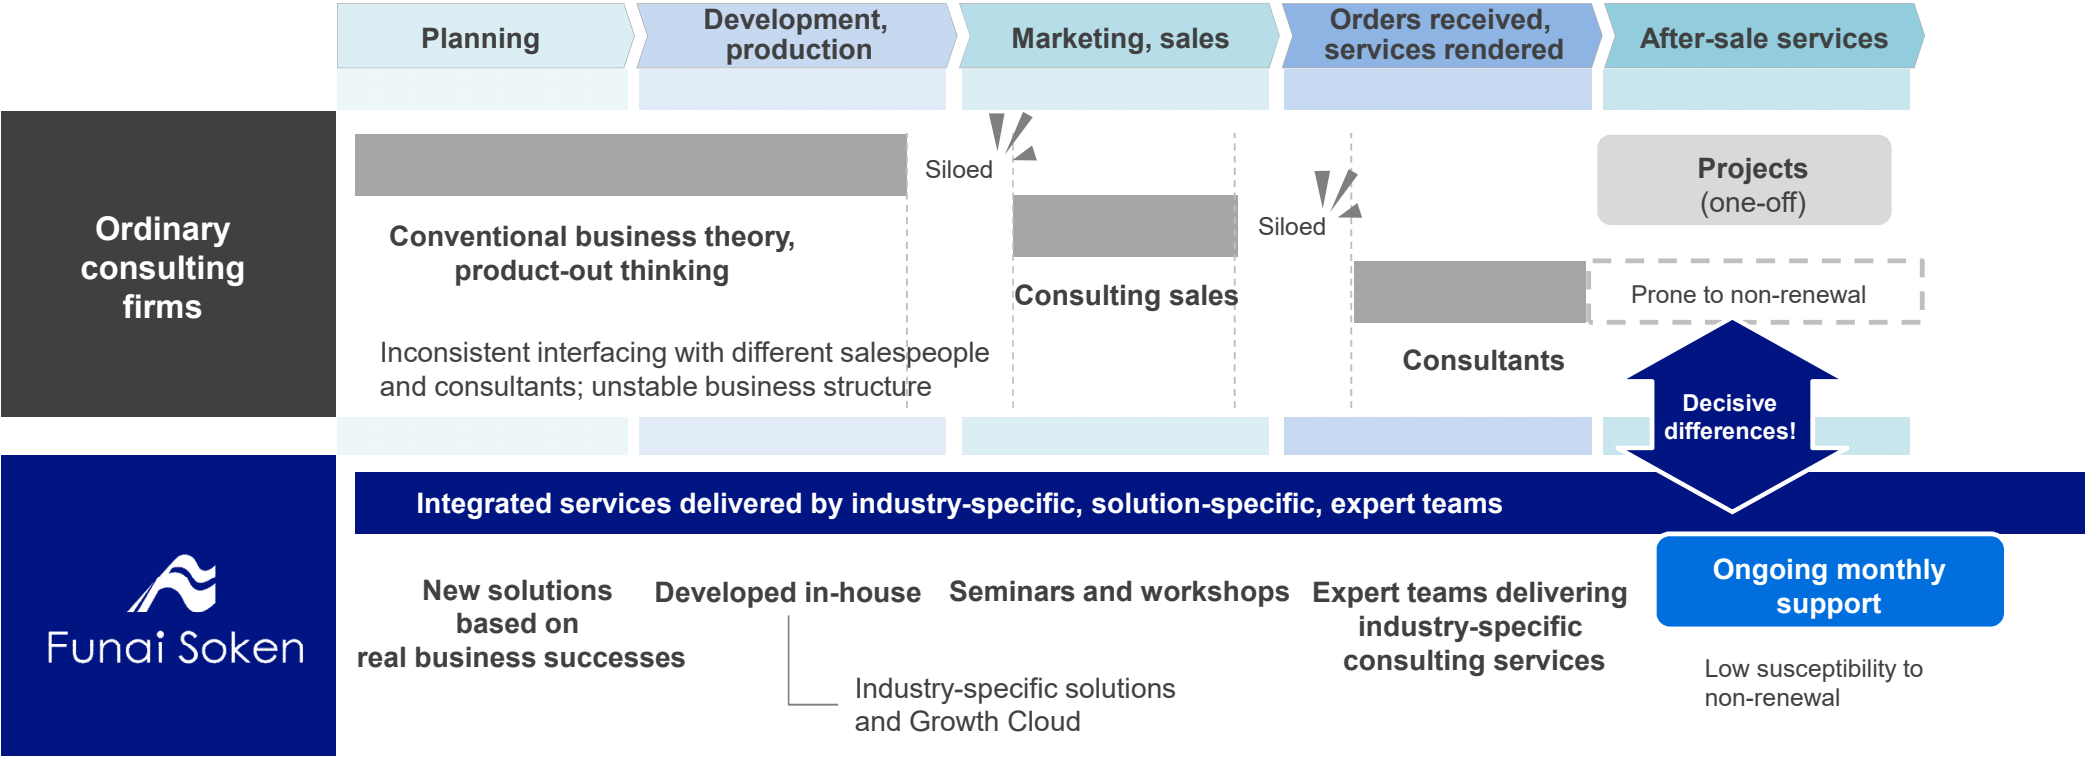 Planning
Development,
production
Marketing, sales
Orders received,
services rendered
After-sale services
Ordinary
consulting
firms
Siloed
Projects
(one-off)
Conventional business theory,
product-out thinking
Siloed
Consulting sales
Prone to non-renewal
Inconsistent interfacing with different salespeople
and consultants; unstable business structure
Consultants
Decisive
differences!
Funai Soken
Integrated services delivered by industry-specific, solution-specific, expert teams
New solutions
based on
real business successes
Developed in-house
Industry-specific solutions
and Growth Cloud
Seminars and workshops
Expert teams delivering
industry-specific
consulting services
Ongoing monthly
support
Low susceptibility to
non-renewal